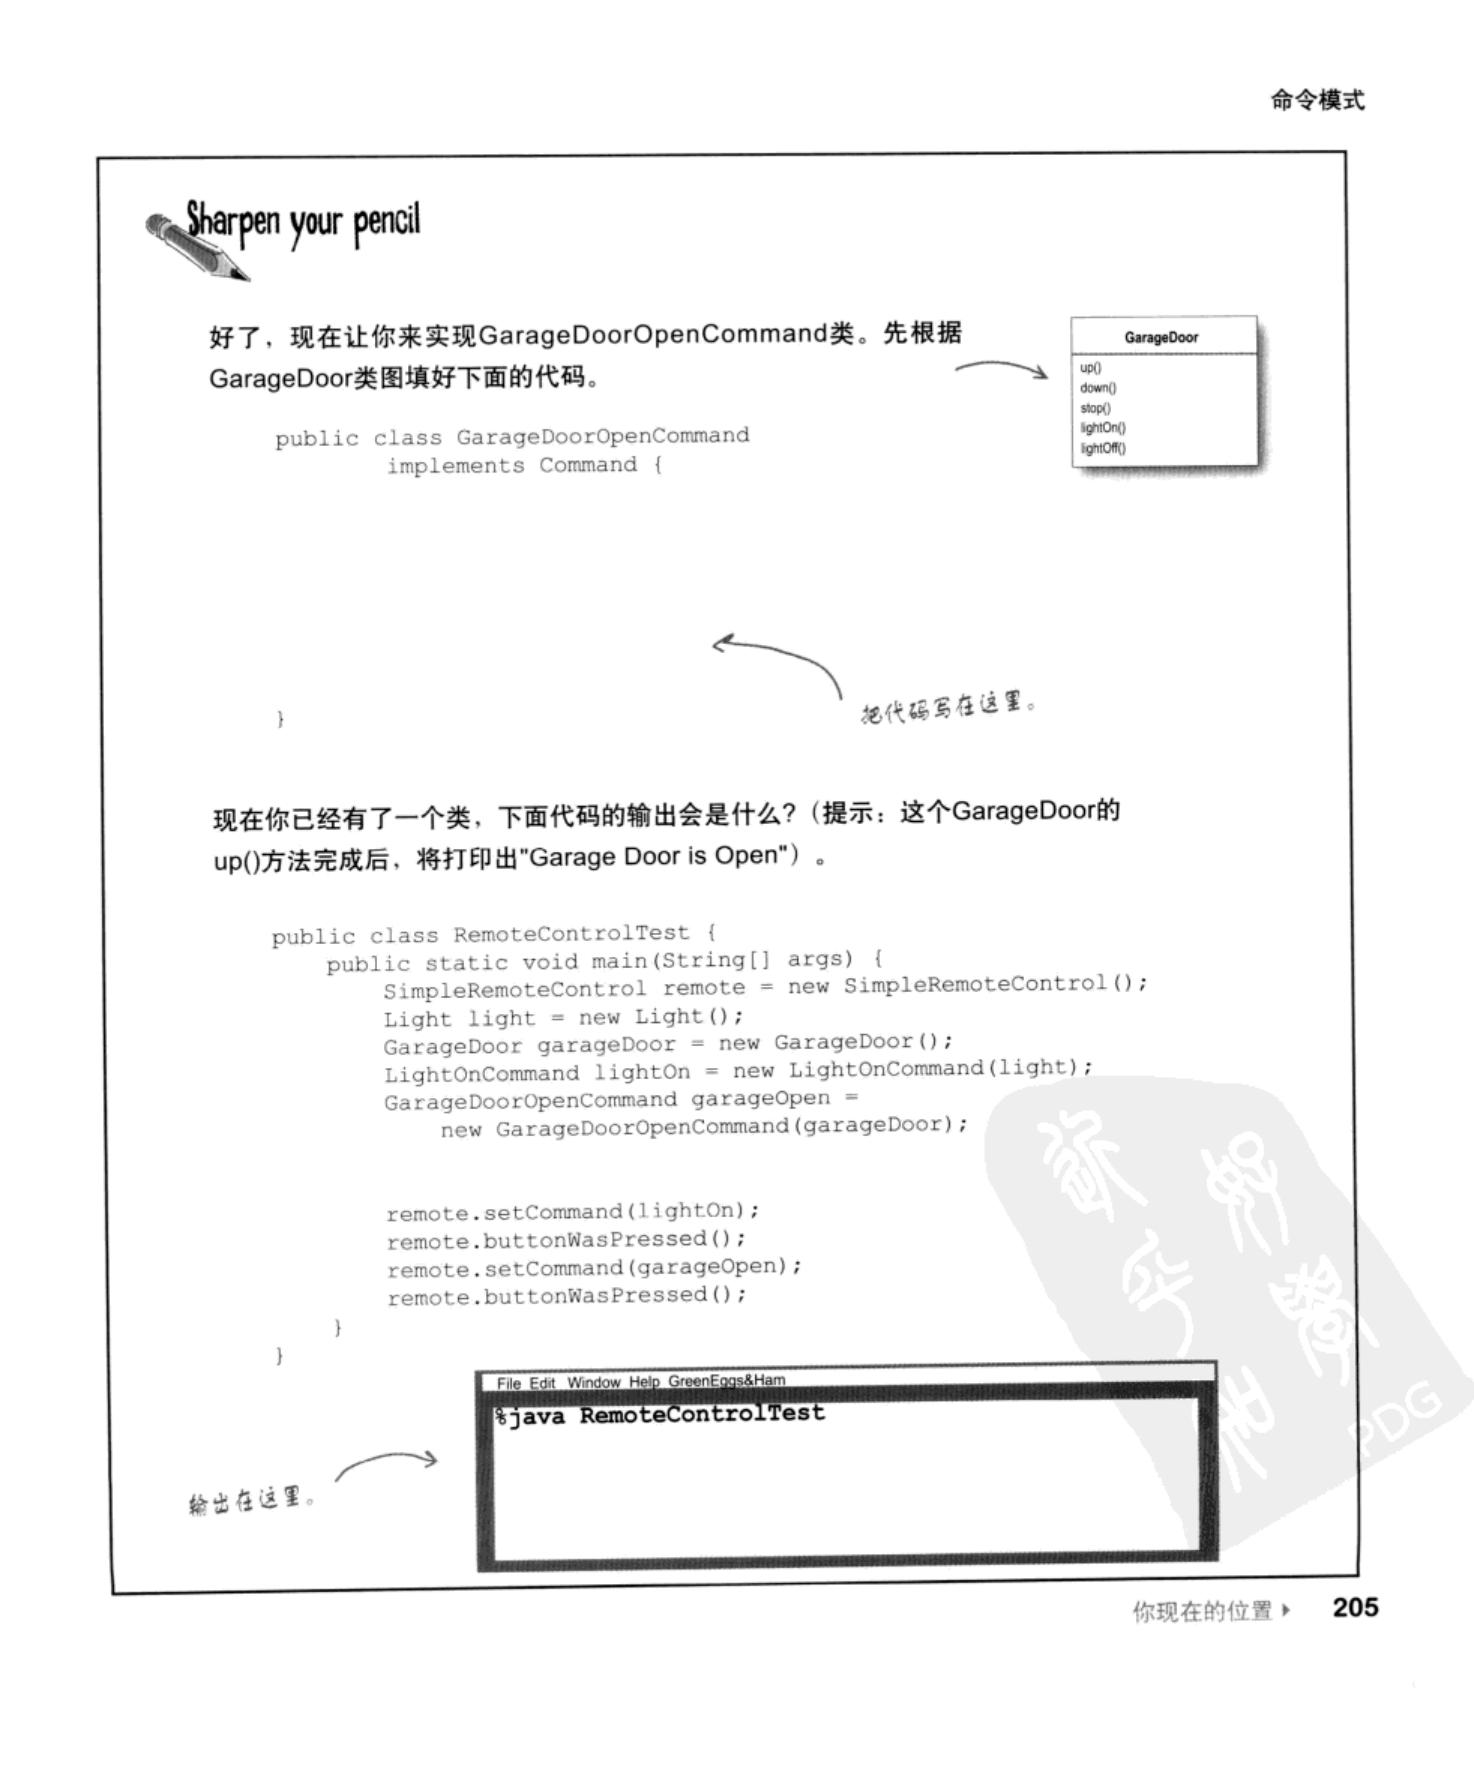 命令模式
Sharpen your pencil
好了，现在让你来实现GarageDoorOpenCommand类。先根据
GarageDoor类图填好下面的代码。
GarageDoor
up()
down()
stop()
lightOn()
lightOff()
public class GarageDoorOpenCommand
implements Command {
把代码写在这里。
}
现在你已经有了一个类，下面代码的输出会是什么？（提示：这个GarageDoor的
up()方法完成后，将打印出"Garage Door is Open"）。
public class RemoteControlTest {
public static void main(String[] args) {
SimpleRemoteControl remote = new SimpleRemoteControl();
Light light = new Light();
GarageDoor garageDoor = new GarageDoor();
LightOnCommand lightOn = new LightOnCommand(light);
GarageDoorOpenCommand garageOpen =
new GarageDoorOpenCommand(garageDoor);
remote.setCommand(lightOn);
remote.buttonWasPressed();
remote.setCommand(garageOpen);
remote.buttonWasPressed();
}
}
File Edit Window Help GreenEggs&Ham
%java RemoteControlTest
输出在这里。
PDG
你现在的位置
205